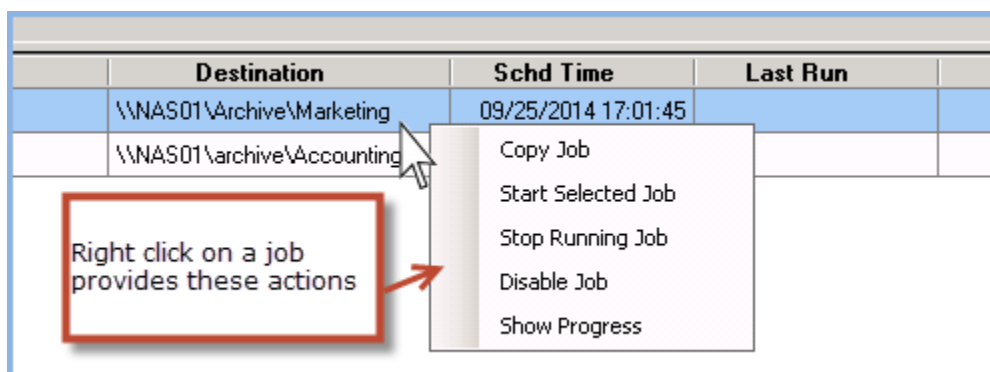 Destination Schd Time Last Run
\\NAS01\Archive\Marketing 09/25/2014 17:01:45
\\NAS01\archive\Accounting
Copy Job
Start Selected Job
Stop Running Job
Disable Job
Show Progress
Right click on a job
provides these actions